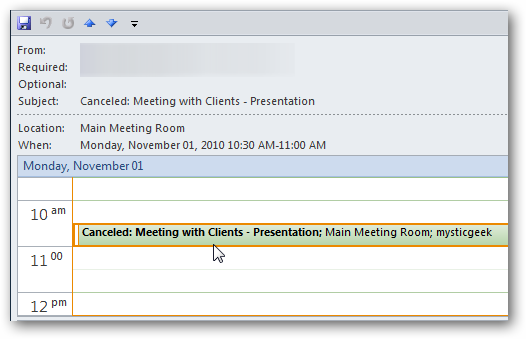 From:
Required:
Optional:
Subject: Canceled: Meeting with Clients - Presentation
Location: Main Meeting Room
When: Monday, November 01, 2010 10:30 AM-11:00 AM
Monday, November 01
10 am
Canceled: Meeting with Clients - Presentation; Main Meeting Room; mysticgeek
11 00
12 pm